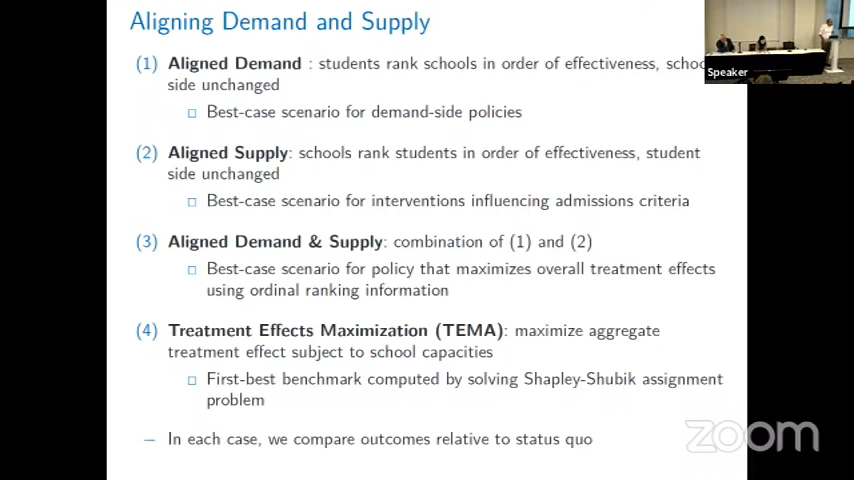 Aligning Demand and Supply
(1) Aligned Demand : students rank schools in order of effectiveness,
side unchanged
□ Best-case scenario for demand-side policies
(2) Aligned Supply: schools rank students in order of effectiveness, student
side unchanged
□ Best-case scenario for interventions influencing admissions criteria
(3) Aligned Demand & Supply: combination of (1) and (2)
□ Best-case scenario for policy that maximizes overall treatment effects
using ordinal ranking information
(4) Treatment Effects Maximization (TEMA): maximize aggregate
treatment effect subject to school capacities
□ First-best benchmark computed by solving Shapley-Shubik assignment
problem
– In each case, we compare outcomes relative to status quo
Speaker
zoom